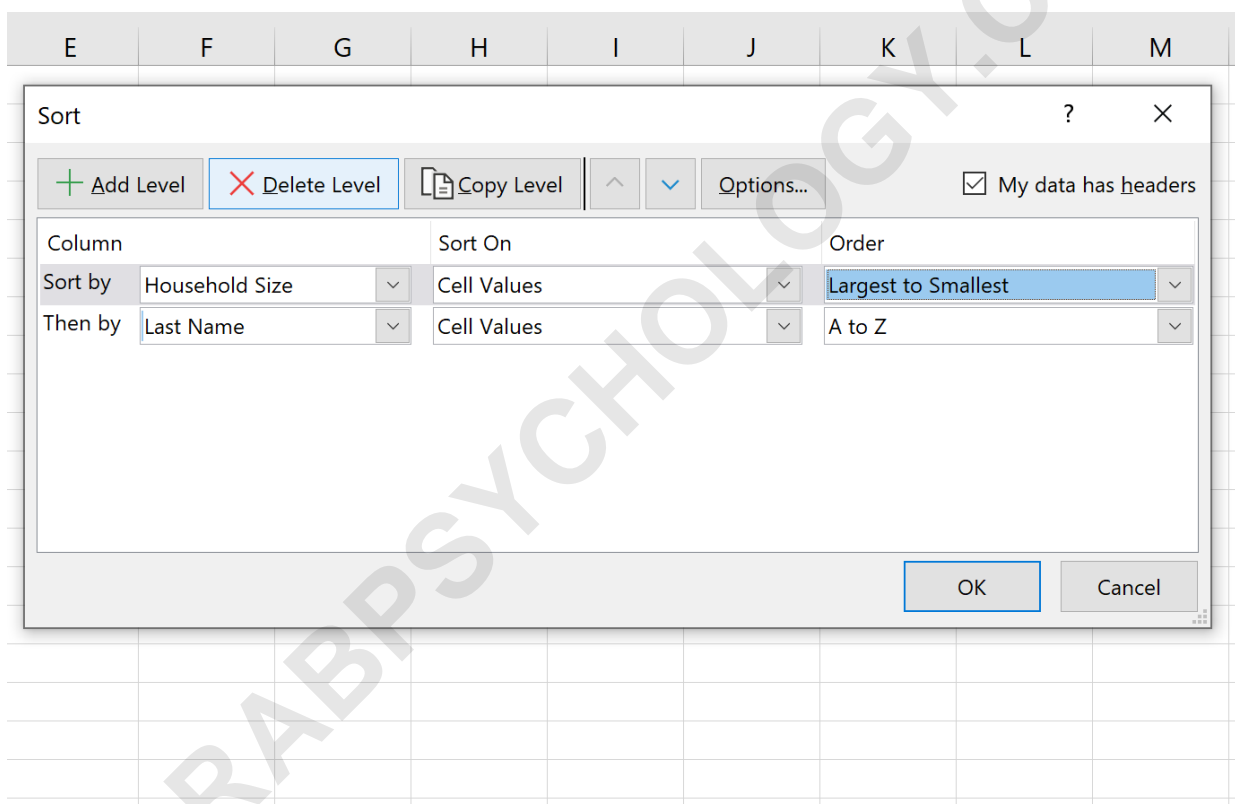 E F G H I J K L M
Sort ?
Add Level Delete Level Copy Level Options... My data has headers
Column Sort On Order
Sort by Household Size Cell Values Largest to Smallest
Then by Last Name Cell Values A to Z
OK Cancel
RABPSYCHOLOGY.C